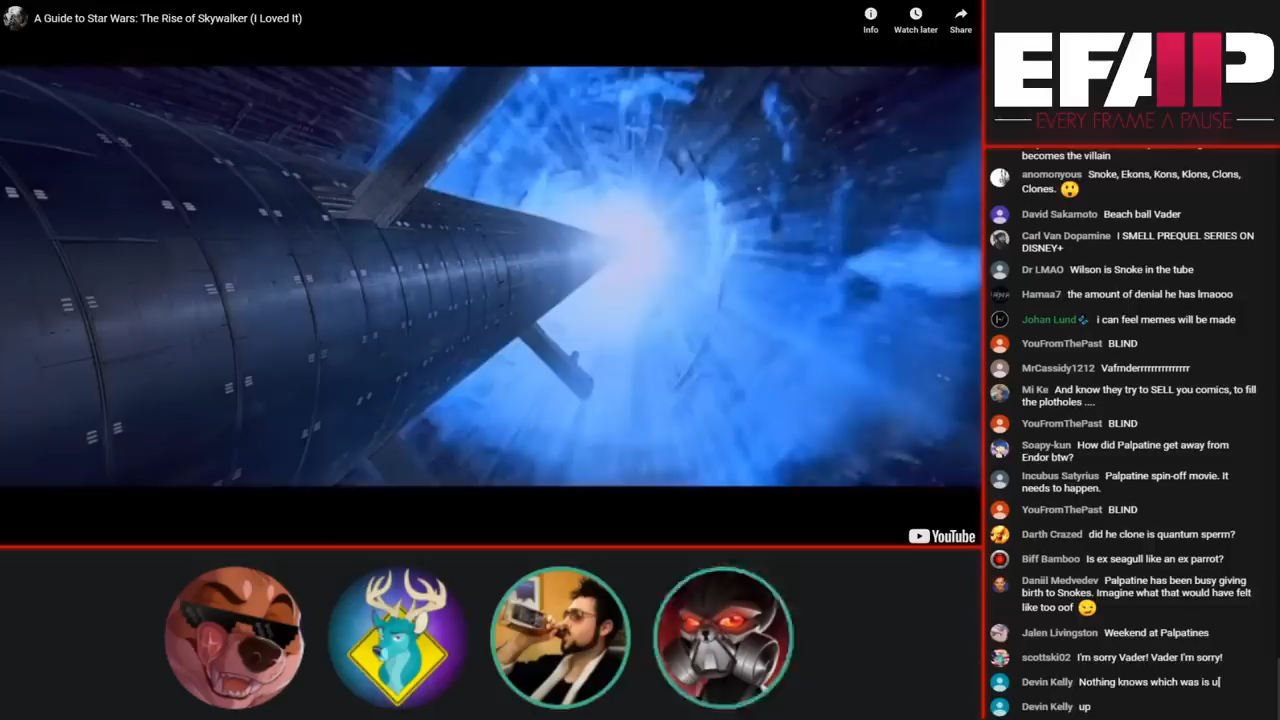 A Guide to Star Wars: The Rise of Skywalker (I Loved It)
Info
Watch later
Share
YouTube
EFAP
EVERY FRAME A PAUSE
becomes the villain
anomonyous Snoke, Ekons, Kons, Klons, Clons,
Clones. 😲
David Sakamoto Beach ball Vader
Carl Van Dopamine I SMELL PREQUEL SERIES ON
DISNEY+
Dr LMAO Wilson is Snoke in the tube
Hamaa7 the amount of denial he has lmaooo
Johan Lund i can feel memes will be made
YouFromThePast BLIND
MrCassidy1212 Vafmderrrrrrrrrrrrrr
Mi Ke And know they try to SELL you comics, to fill
the plotholes ....
YouFromThePast BLIND
Soapy-kun How did Palpatine get away from
Endor btw?
Incubus Satyrius Palpatine spin-off movie. It
needs to happen.
YouFromThePast BLIND
Darth Crazed did he clone is quantum sperm?
Biff Bamboo Is ex seagull like an ex parrot?
Daniil Medvedev Palpatine has been busy giving
birth to Snokes. Imagine what that would have felt
like too oof 😏
Jalen Livingston Weekend at Palpatines
scottski02 I'm sorry Vader! Vader I'm sorry!
Devin Kelly Nothing knows which was is u[
Devin Kelly up